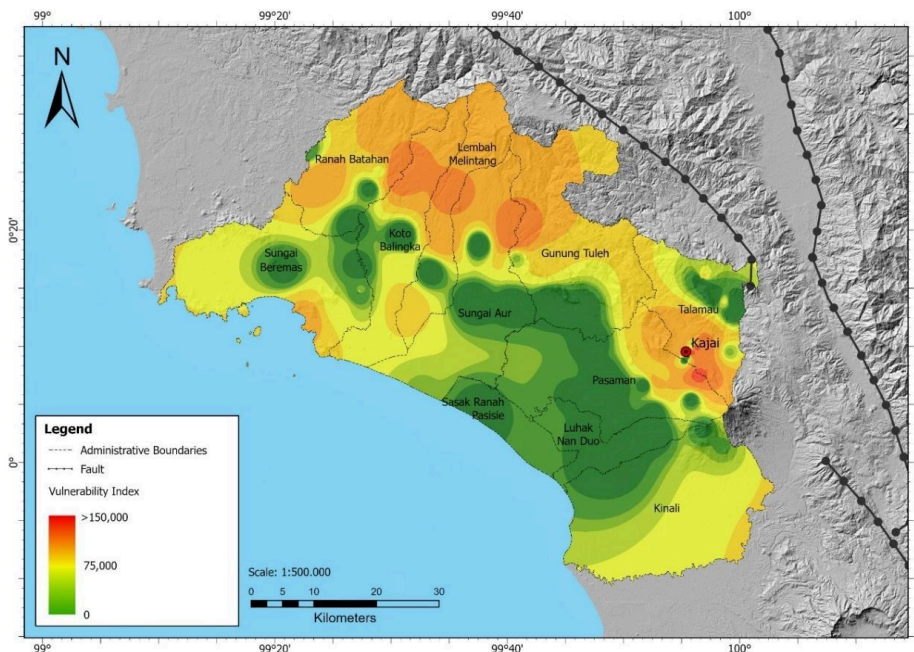 99°
99°20'
99°40'
100°
N
0°20'
0°
Ranah Batahan
Lembah
Melintang
Koto
Balingka
Sungai
Beremas
Gunung Tuleh
Sungai Aur
Talamau
Kajai
Pasaman
Sasak Ranah
Pasisie
Luhak
Nan Duo
Kinali
Legend
Administrative Boundaries
Fault
Vulnerability Index
>150,000
75,000
0
Scale: 1:500.000
0 5 10 20 30
Kilometers
99°
99°20'
99°40'
100°